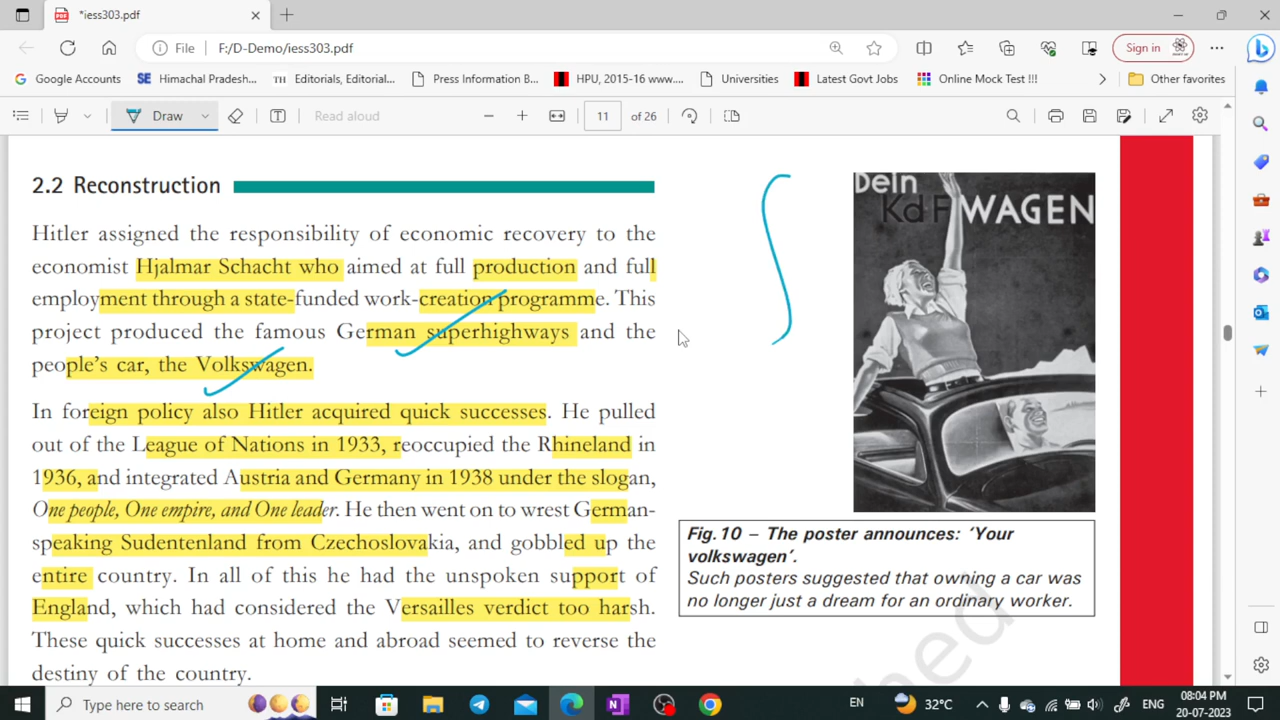 *iess303.pdf
File F:/D-Demo/iess303.pdf
Sign in
Google Accounts
SE Himachal Pradesh...
TH Editorials, Editorial...
Press Information B...
HPU, 2015-16 www....
Universities
Latest Govt Jobs
Online Mock Test !!!
Other favorites
Draw
Read aloud
11 of 26
2.2 Reconstruction
Hitler assigned the responsibility of economic recovery to the
economist Hjalmar Schacht who aimed at full production and full
employment through a state-funded work-creation programme. This
project produced the famous German superhighways and the
people's car, the Volkswagen.
In foreign policy also Hitler acquired quick successes. He pulled
out of the League of Nations in 1933, reoccupied the Rhineland in
1936, and integrated Austria and Germany in 1938 under the slogan,
One people, One empire, and One leader. He then went on to wrest German-
speaking Sudentenland from Czechoslovakia, and gobbled up the
entire country. In all of this he had the unspoken support of
England, which had considered the Versailles verdict too harsh.
These quick successes at home and abroad seemed to reverse the
destiny of the country.
Dein
KdF WAGEN
Fig.10 – The poster announces: 'Your
volkswagen'.
Such posters suggested that owning a car was
no longer just a dream for an ordinary worker.
hed
Type here to search
EN
32°C
ENG
08:04 PM
20-07-2023